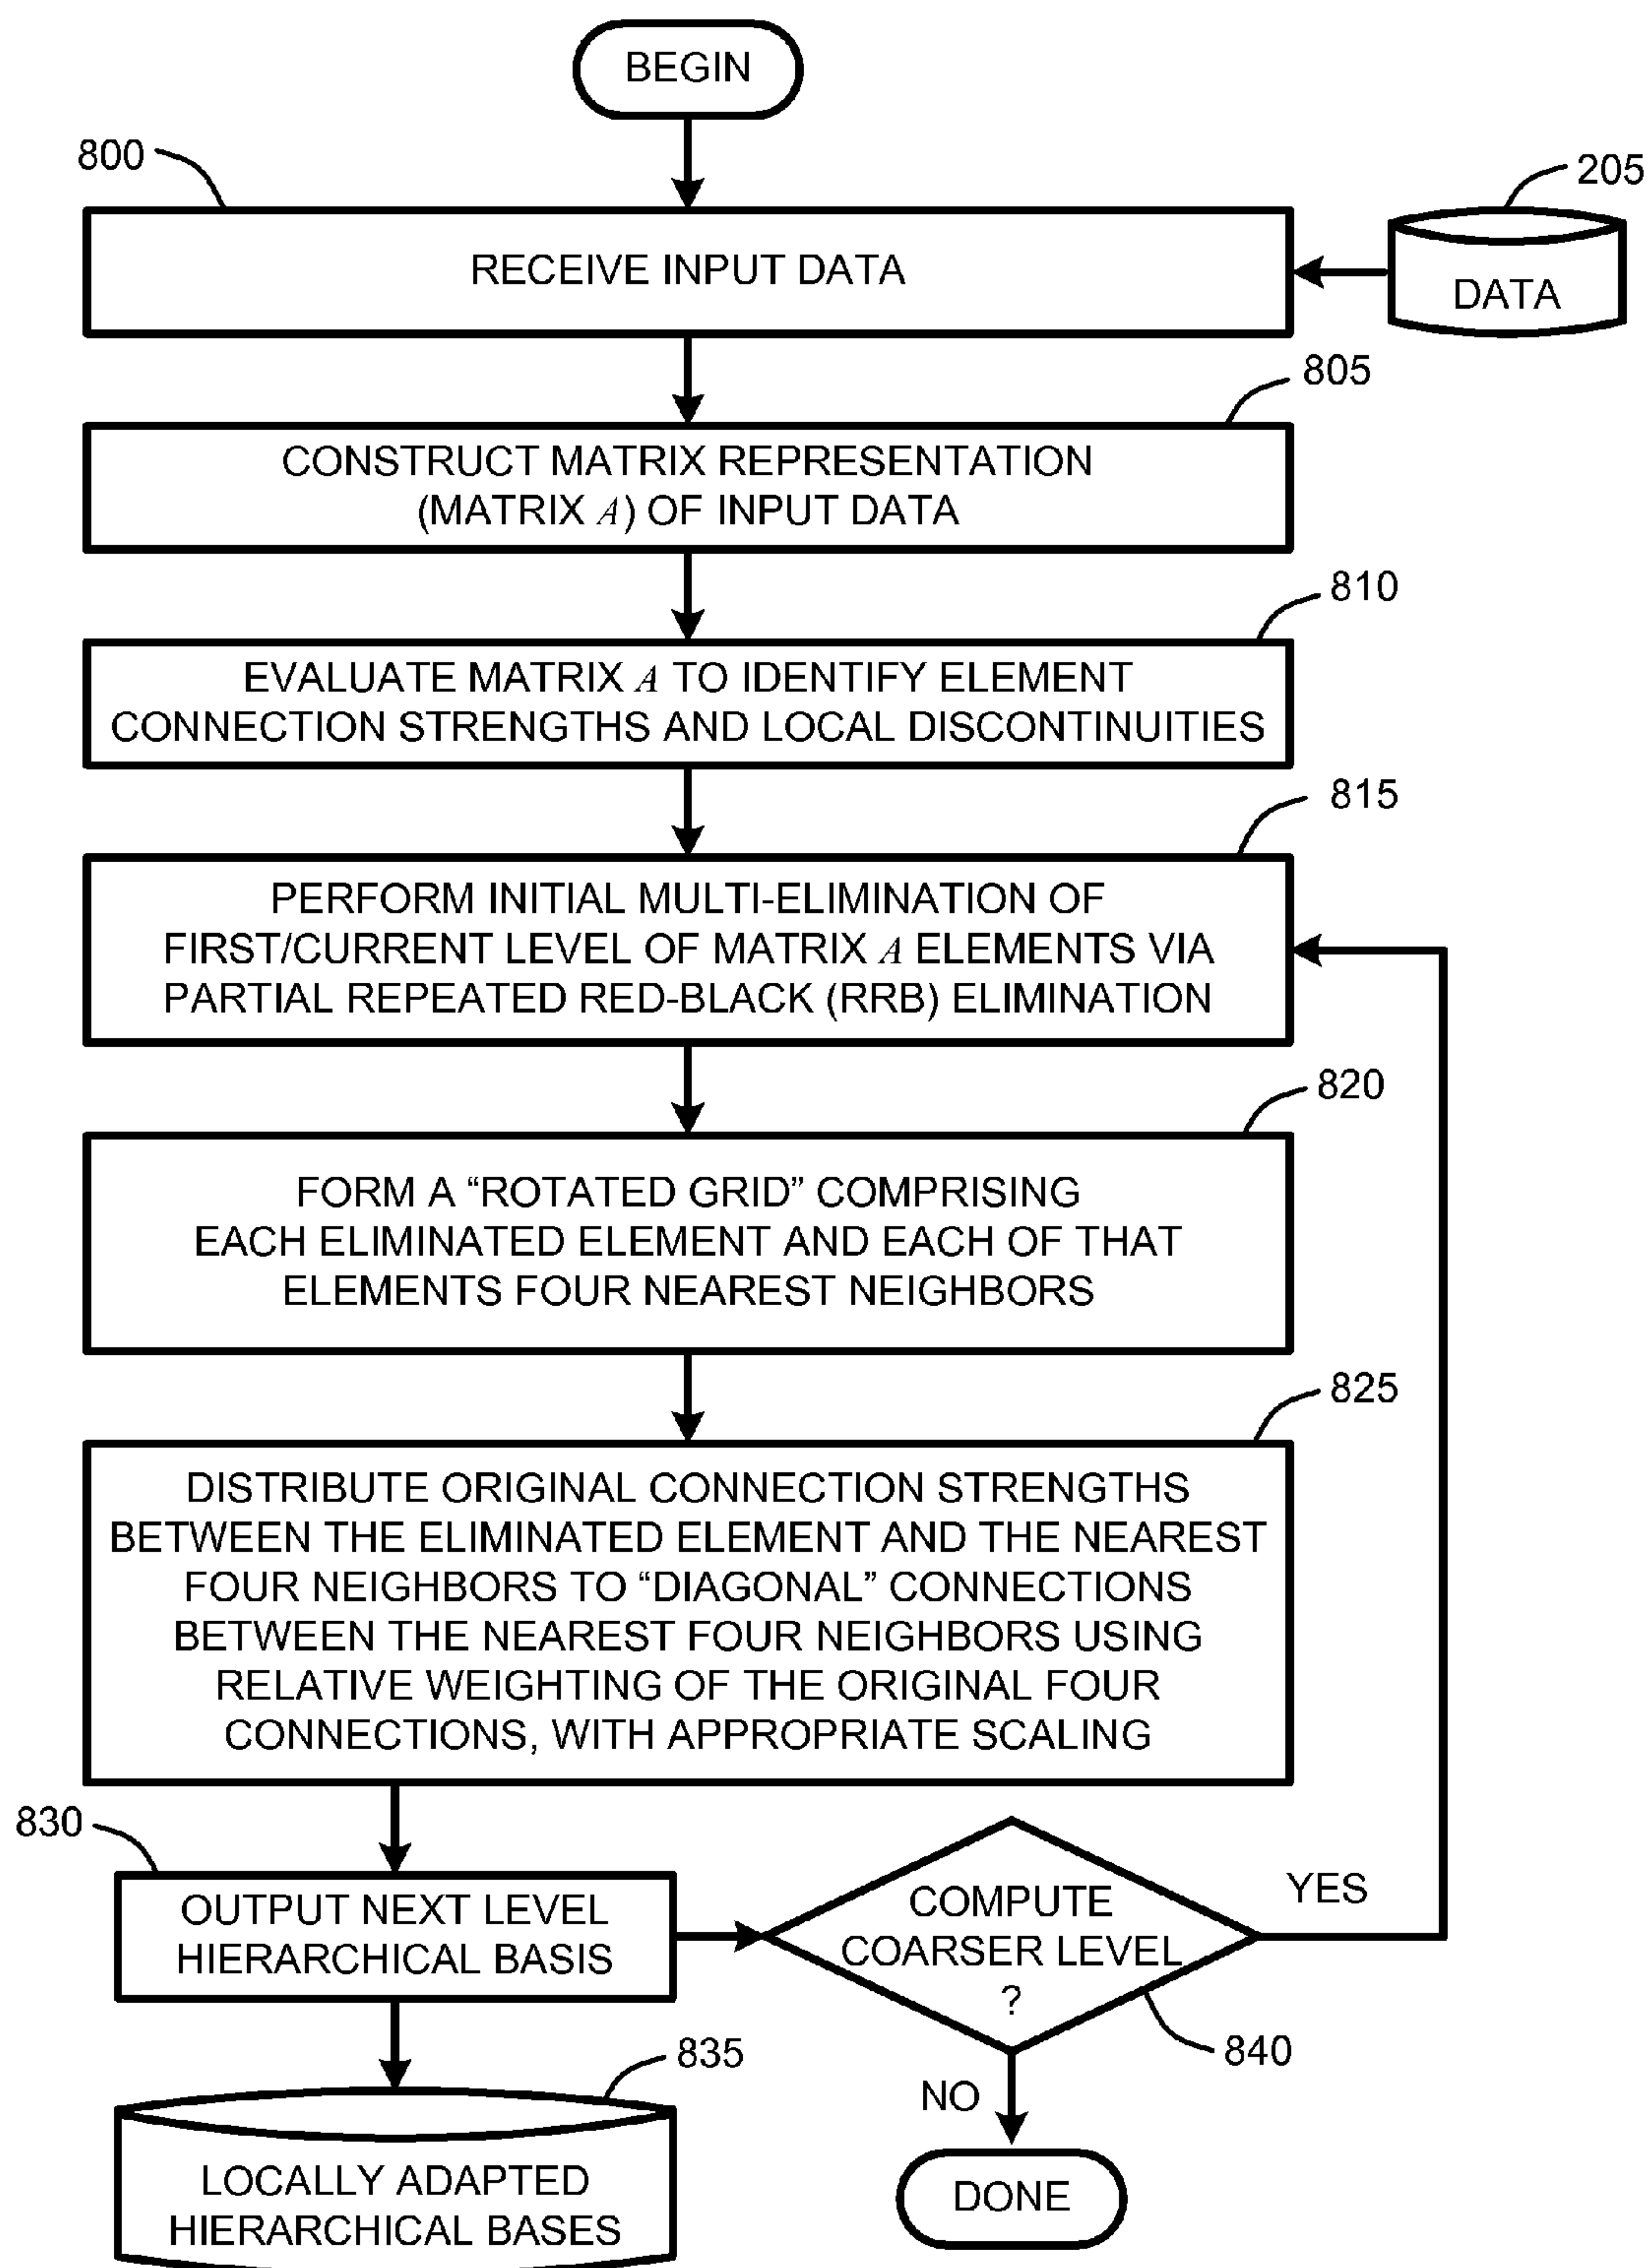 BEGIN
800
205
RECEIVE INPUT DATA
DATA
805
CONSTRUCT MATRIX REPRESENTATION
(MATRIX A) OF INPUT DATA
810
EVALUATE MATRIX A TO IDENTIFY ELEMENT
CONNECTION STRENGTHS AND LOCAL DISCONTINUITIES
815
PERFORM INITIAL MULTI-ELIMINATION OF
FIRST/CURRENT LEVEL OF MATRIX A ELEMENTS VIA
PARTIAL REPEATED RED-BLACK (RRB) ELIMINATION
820
FORM A “ROTATED GRID” COMPRISING
EACH ELIMINATED ELEMENT AND EACH OF THAT
ELEMENTS FOUR NEAREST NEIGHBORS
825
DISTRIBUTE ORIGINAL CONNECTION STRENGTHS
BETWEEN THE ELIMINATED ELEMENT AND THE NEAREST
FOUR NEIGHBORS TO “DIAGONAL” CONNECTIONS
BETWEEN THE NEAREST FOUR NEIGHBORS USING
RELATIVE WEIGHTING OF THE ORIGINAL FOUR
CONNECTIONS, WITH APPROPRIATE SCALING
830
OUTPUT NEXT LEVEL
HIERARCHICAL BASIS
COMPUTE
COARSER LEVEL
?
YES
840
NO
835
LOCALLY ADAPTED
HIERARCHICAL BASES
DONE